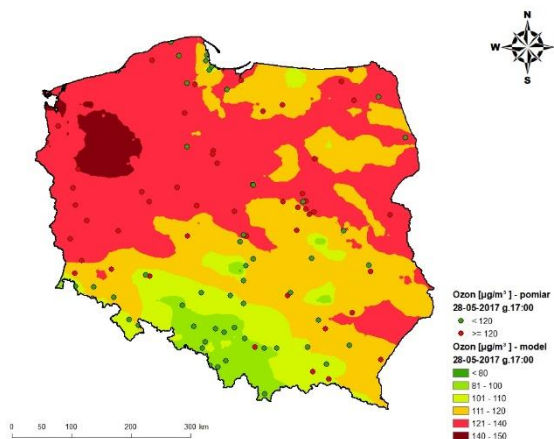 N
W E
S
Ozon [µg/m³ ] - pomiar
28-05-2017 g.17:00
< 120
>= 120
Ozon [µg/m³ ] - model
28-05-2017 g.17:00
< 80
81 - 100
101 - 110
111 - 120
121 - 140
140 - 150
0 50 100 200 300 km